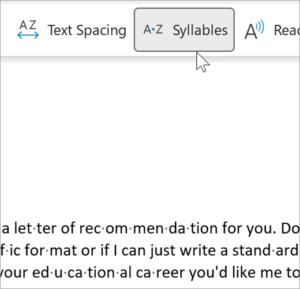 AZ Text Spacing A·Z Syllables A Rea
a let·ter of rec·om·men·da·tion for you. Do
f·ic for·mat or if I can just write a stand·ard
your ed·u·ca·tion·al ca·reer you'd like me to